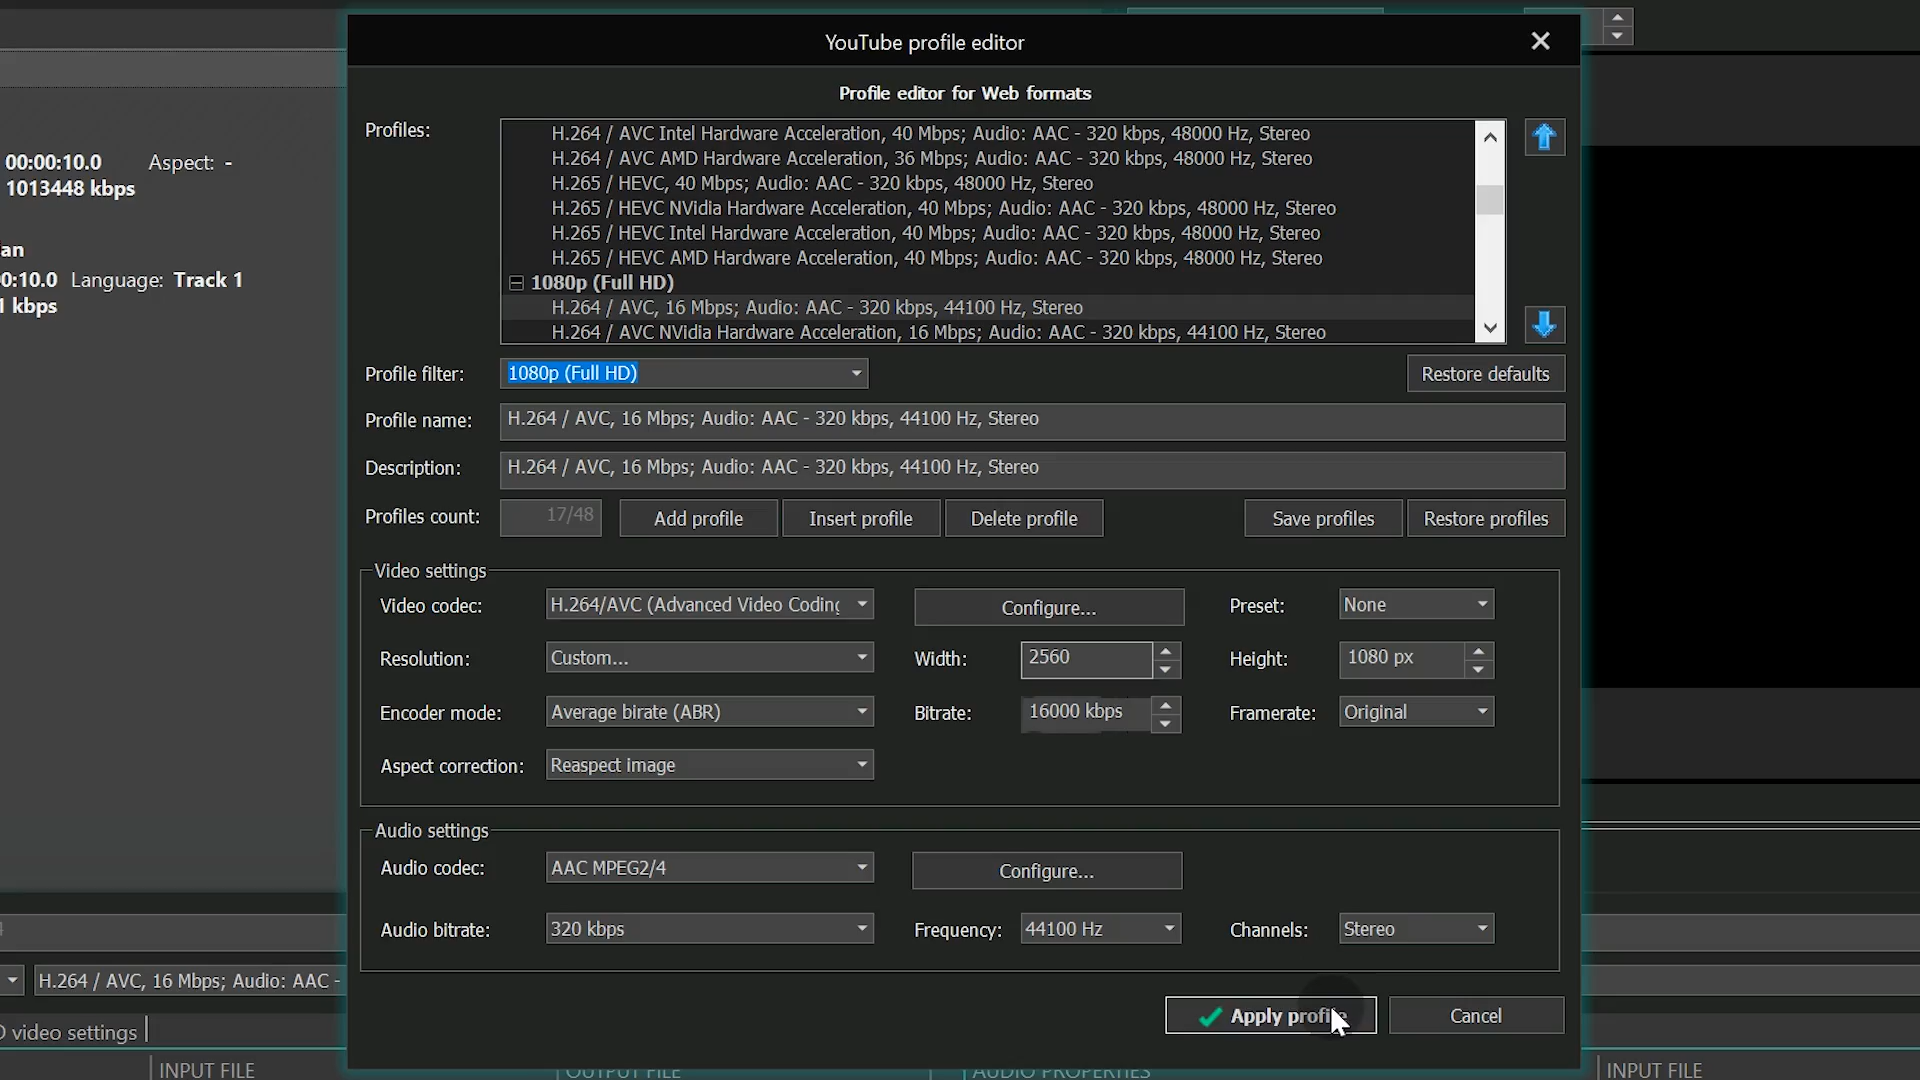 YouTube profile editor
Profile editor for Web formats
Profiles:
H.264 / AVC Intel Hardware Acceleration, 40 Mbps; Audio: AAC - 320 kbps, 48000 Hz, Stereo
H.264 / AVC AMD Hardware Acceleration, 36 Mbps; Audio: AAC - 320 kbps, 48000 Hz, Stereo
H.265 / HEVC, 40 Mbps; Audio: AAC - 320 kbps, 48000 Hz, Stereo
H.265 / HEVC NVidia Hardware Acceleration, 40 Mbps; Audio: AAC - 320 kbps, 48000 Hz, Stereo
H.265 / HEVC Intel Hardware Acceleration, 40 Mbps; Audio: AAC - 320 kbps, 48000 Hz, Stereo
H.265 / HEVC AMD Hardware Acceleration, 40 Mbps; Audio: AAC - 320 kbps, 48000 Hz, Stereo
1080p (Full HD)
H.264 / AVC, 16 Mbps; Audio: AAC - 320 kbps, 44100 Hz, Stereo
H.264 / AVC NVidia Hardware Acceleration, 16 Mbps; Audio: AAC - 320 kbps, 44100 Hz, Stereo
00:00:10.0 Aspect: -
1013448 kbps
an
0:10.0 Language: Track 1
1 kbps
Profile filter: 1080p (Full HD) Restore defaults
Profile name: H.264 / AVC, 16 Mbps; Audio: AAC - 320 kbps, 44100 Hz, Stereo
Description: H.264 / AVC, 16 Mbps; Audio: AAC - 320 kbps, 44100 Hz, Stereo
Profiles count: 17/48 Add profile Insert profile Delete profile Save profiles Restore profiles
Video settings
Video codec: H.264/AVC (Advanced Video Coding Configure... Preset: None
Resolution: Custom... Width: 2560 Height: 1080 px
Encoder mode: Average birate (ABR) Bitrate: 16000 kbps Framerate: Original
Aspect correction: Reaspect image
Audio settings
Audio codec: AAC MPEG2/4 Configure...
Audio bitrate: 320 kbps Frequency: 44100 Hz Channels: Stereo
H.264 / AVC, 16 Mbps; Audio: AAC -
Apply profile Cancel
D video settings
INPUT FILE OUTPUT FILE AUDIO PROPERTIES INPUT FILE